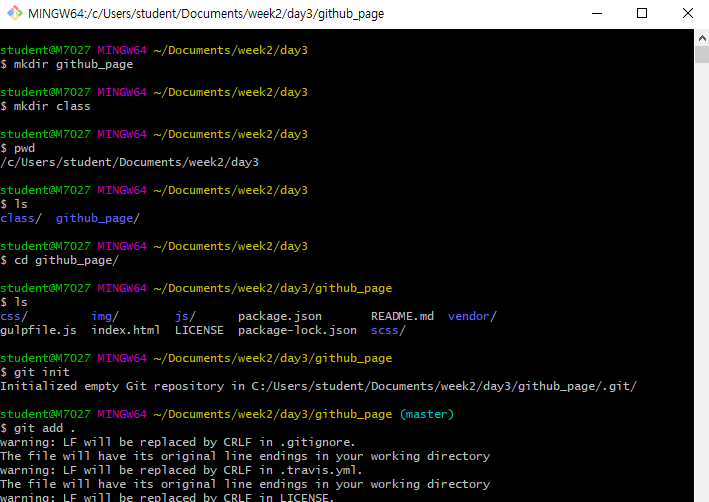 MINGW64:/c/Users/student/Documents/week2/day3/github_page
student@M7027 MINGW64 ~/Documents/week2/day3
$ mkdir github_page
student@M7027 MINGW64 ~/Documents/week2/day3
$ mkdir class
student@M7027 MINGW64 ~/Documents/week2/day3
$ pwd
/c/Users/student/Documents/week2/day3
student@M7027 MINGW64 ~/Documents/week2/day3
$ ls
class/  github_page/
student@M7027 MINGW64 ~/Documents/week2/day3
$ cd github_page/
student@M7027 MINGW64 ~/Documents/week2/day3/github_page
$ ls
css/         img/        js/      package.json       README.md  vendor/
gulpfile.js  index.html  LICENSE  package-lock.json  scss/
student@M7027 MINGW64 ~/Documents/week2/day3/github_page
$ git init
Initialized empty Git repository in C:/Users/student/Documents/week2/day3/github_page/.git/
student@M7027 MINGW64 ~/Documents/week2/day3/github_page (master)
$ git add .
warning: LF will be replaced by CRLF in .gitignore.
The file will have its original line endings in your working directory
warning: LF will be replaced by CRLF in .travis.yml.
The file will have its original line endings in your working directory
warning: LF will be replaced by CRLF in LICENSE.